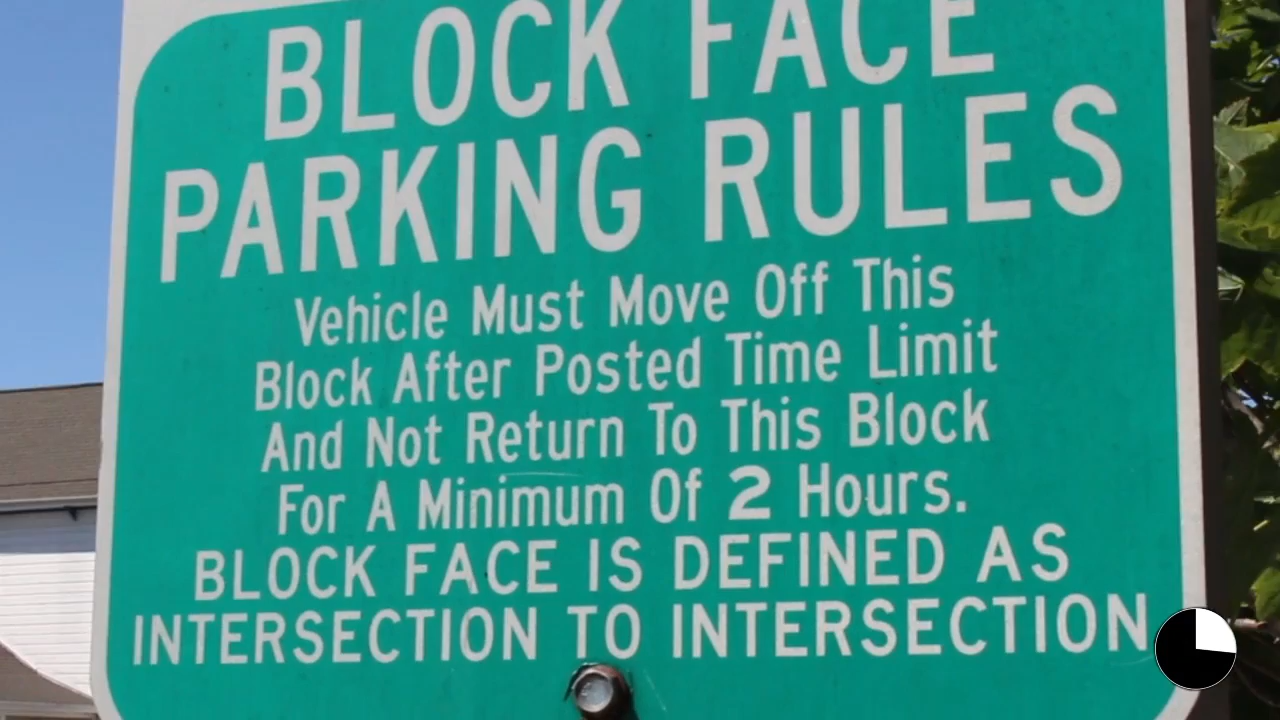 BLOCK FACE
PARKING RULES
Vehicle Must Move Off This
Block After Posted Time Limit
And Not Return To This Block
For A Minimum Of 2 Hours.
BLOCK FACE IS DEFINED AS
INTERSECTION TO INTERSECTION